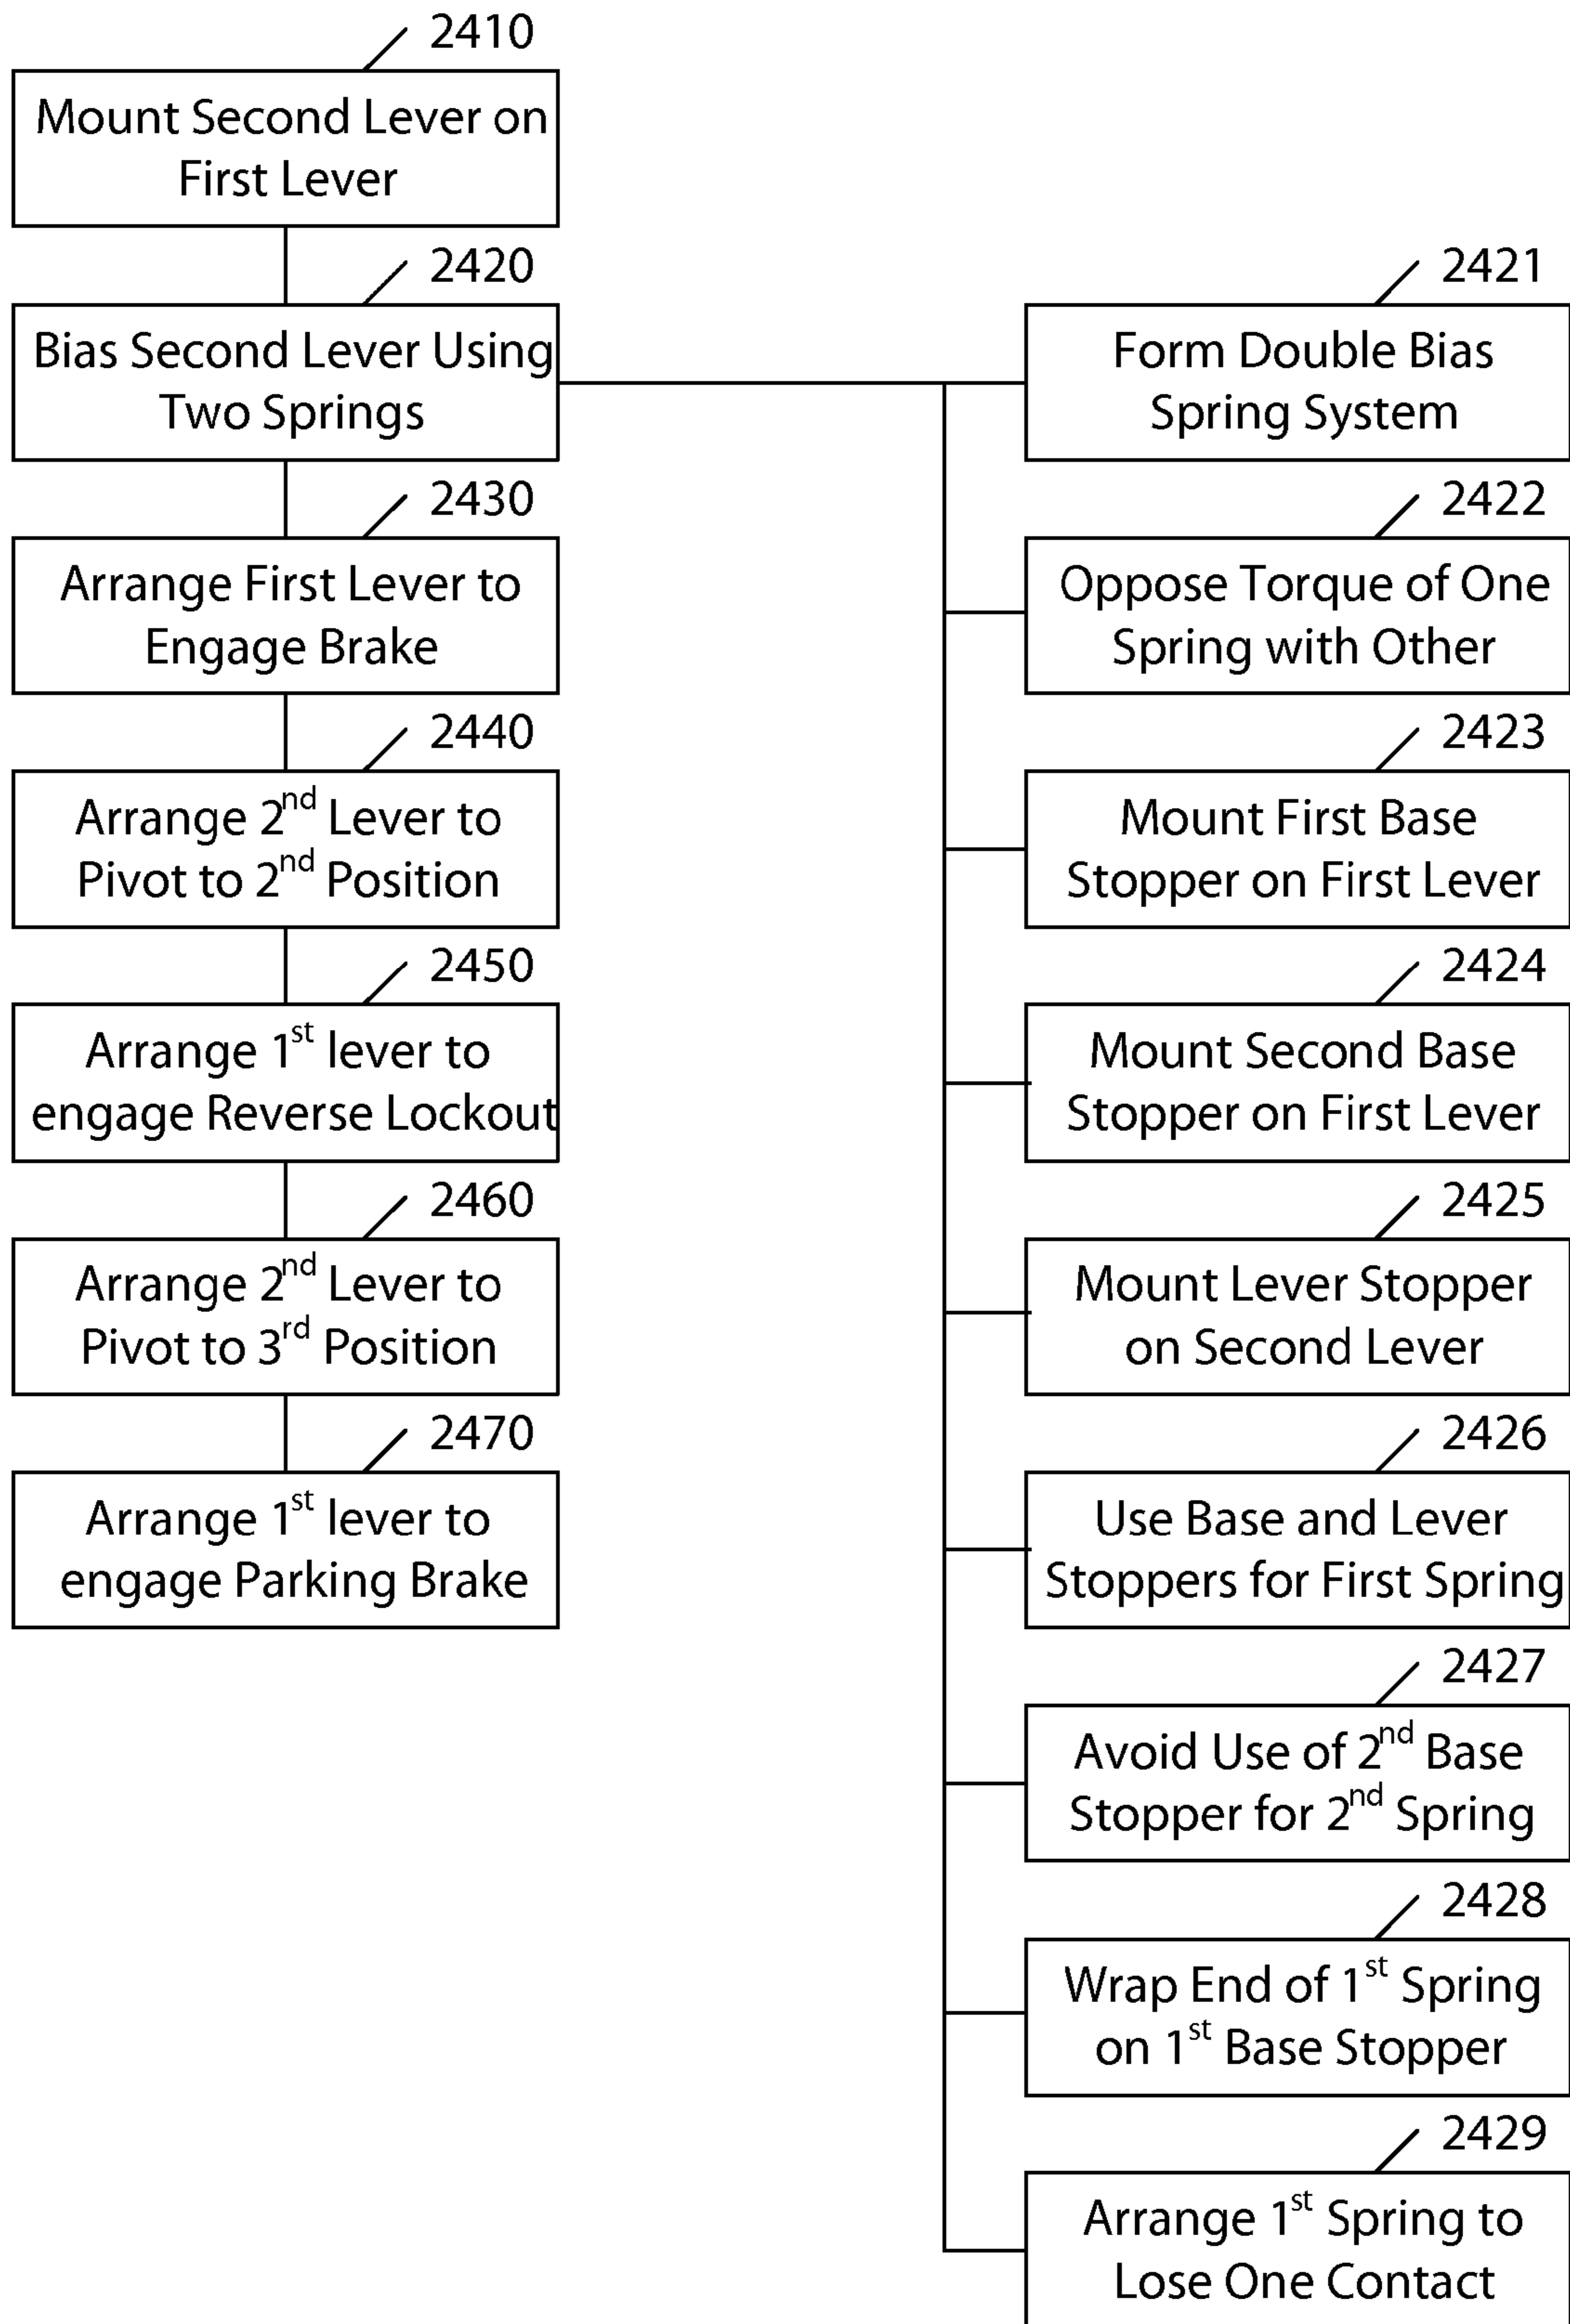 2410
Mount Second Lever on
First Lever
2420
Bias Second Lever Using
Two Springs
2430
Arrange First Lever to
Engage Brake
2440
Arrange 2nd Lever to
Pivot to 2nd Position
2450
Arrange 1st lever to
engage Reverse Lockout
2460
Arrange 2nd Lever to
Pivot to 3rd Position
2470
Arrange 1st lever to
engage Parking Brake
2421
Form Double Bias
Spring System
2422
Oppose Torque of One
Spring with Other
2423
Mount First Base
Stopper on First Lever
2424
Mount Second Base
Stopper on First Lever
2425
Mount Lever Stopper
on Second Lever
2426
Use Base and Lever
Stoppers for First Spring
2427
Avoid Use of 2nd Base
Stopper for 2nd Spring
2428
Wrap End of 1st Spring
on 1st Base Stopper
2429
Arrange 1st Spring to
Lose One Contact